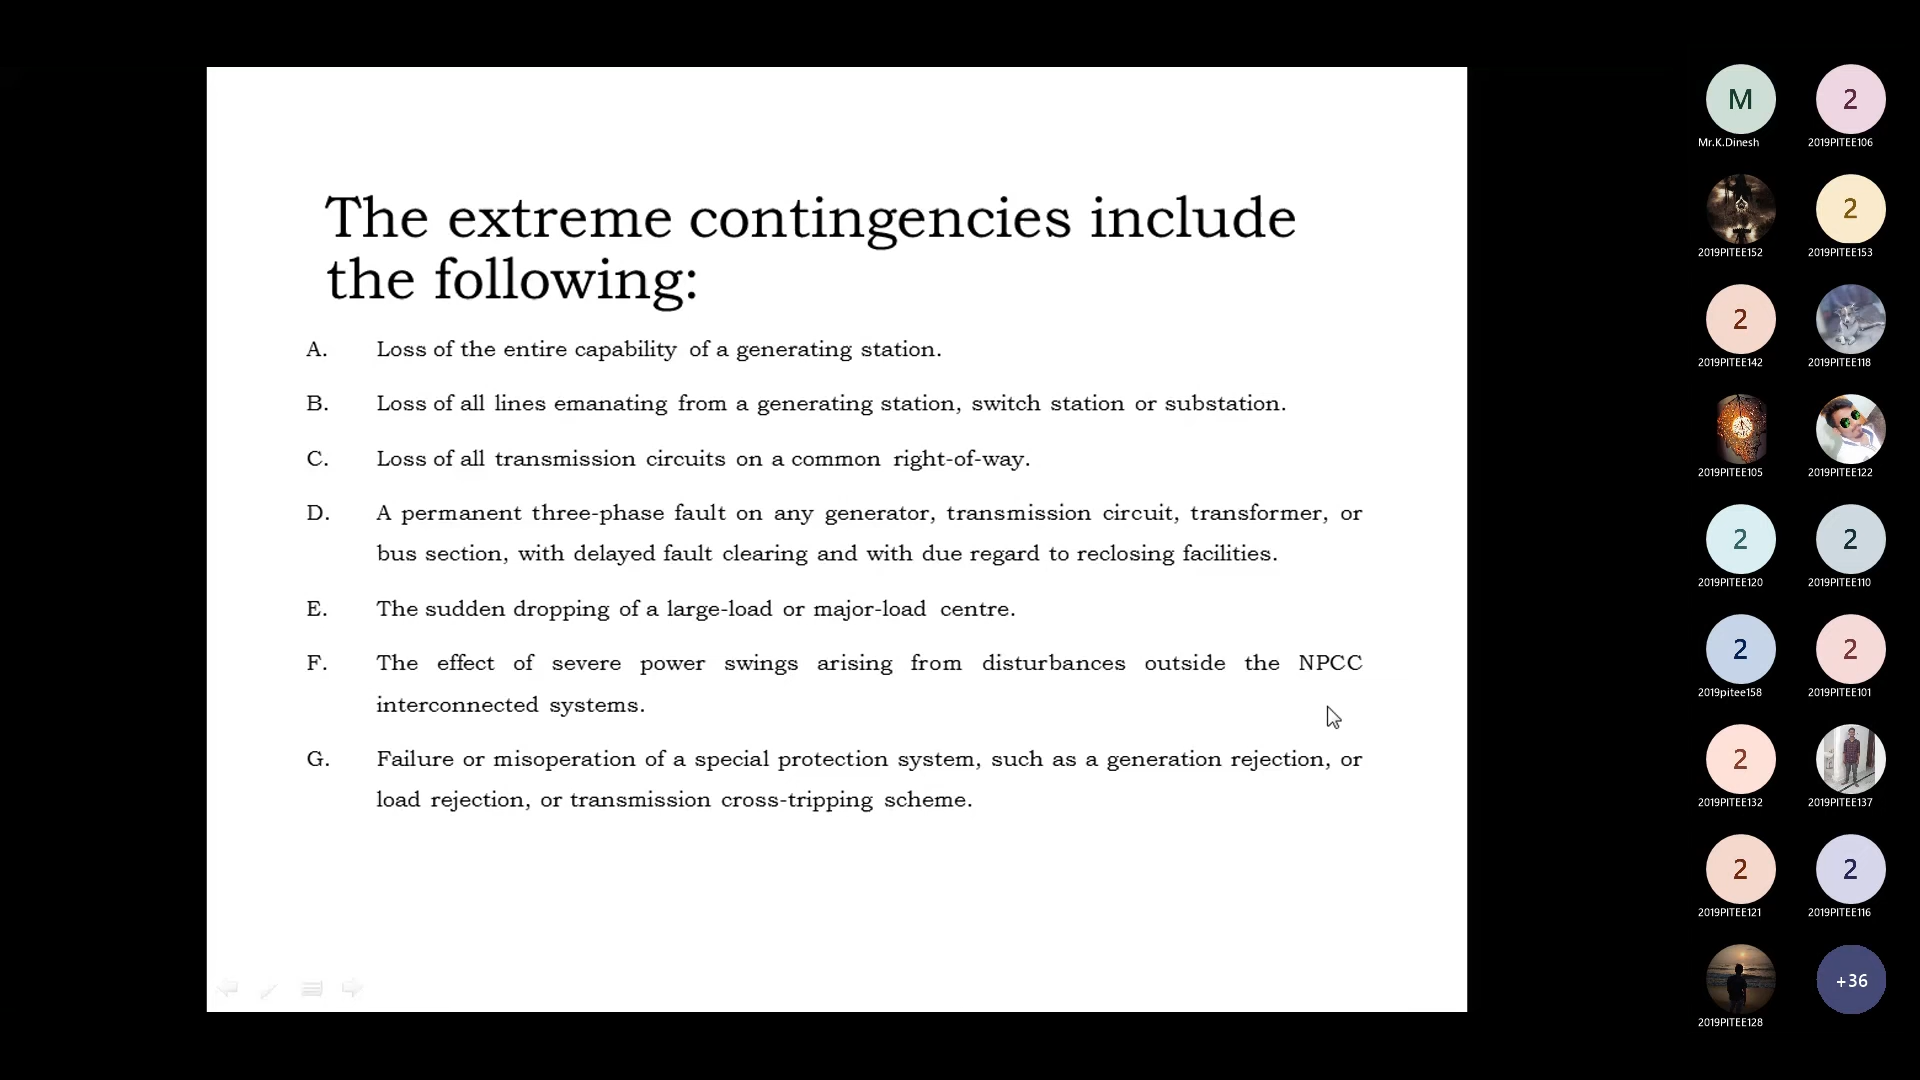 The extreme contingencies include
the following:
A. Loss of the entire capability of a generating station.
B. Loss of all lines emanating from a generating station, switch station or substation.
C. Loss of all transmission circuits on a common right-of-way.
D. A permanent three-phase fault on any generator, transmission circuit, transformer, or
bus section, with delayed fault clearing and with due regard to reclosing facilities.
E. The sudden dropping of a large-load or major-load centre.
F. The effect of severe power swings arising from disturbances outside the NPCC
interconnected systems.
G. Failure or misoperation of a special protection system, such as a generation rejection, or
load rejection, or transmission cross-tripping scheme.
M 2
Mr.K.Dinesh 2019PITEE106
2
2019PITEE152 2019PITEE153
2
2019PITEE142 2019PITEE118
2019PITEE105 2019PITEE122
2 2
2019PITEE120 2019PITEE110
2 2
2019pitee158 2019PITEE101
2
2019PITEE132 2019PITEE137
2 2
2019PITEE121 2019PITEE116
+36
2019PITEE128